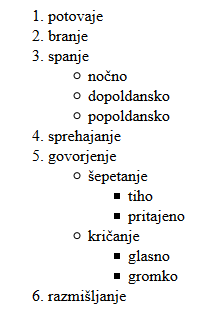 1. potovaje
2. branje
3. spanje
○ nočno
○ dopoldansko
○ popoldansko
4. sprehajanje
5. govorjenje
○ šepetanje
■ tiho
■ pritajeno
○ kričanje
■ glasno
■ gromko
6. razmišljanje